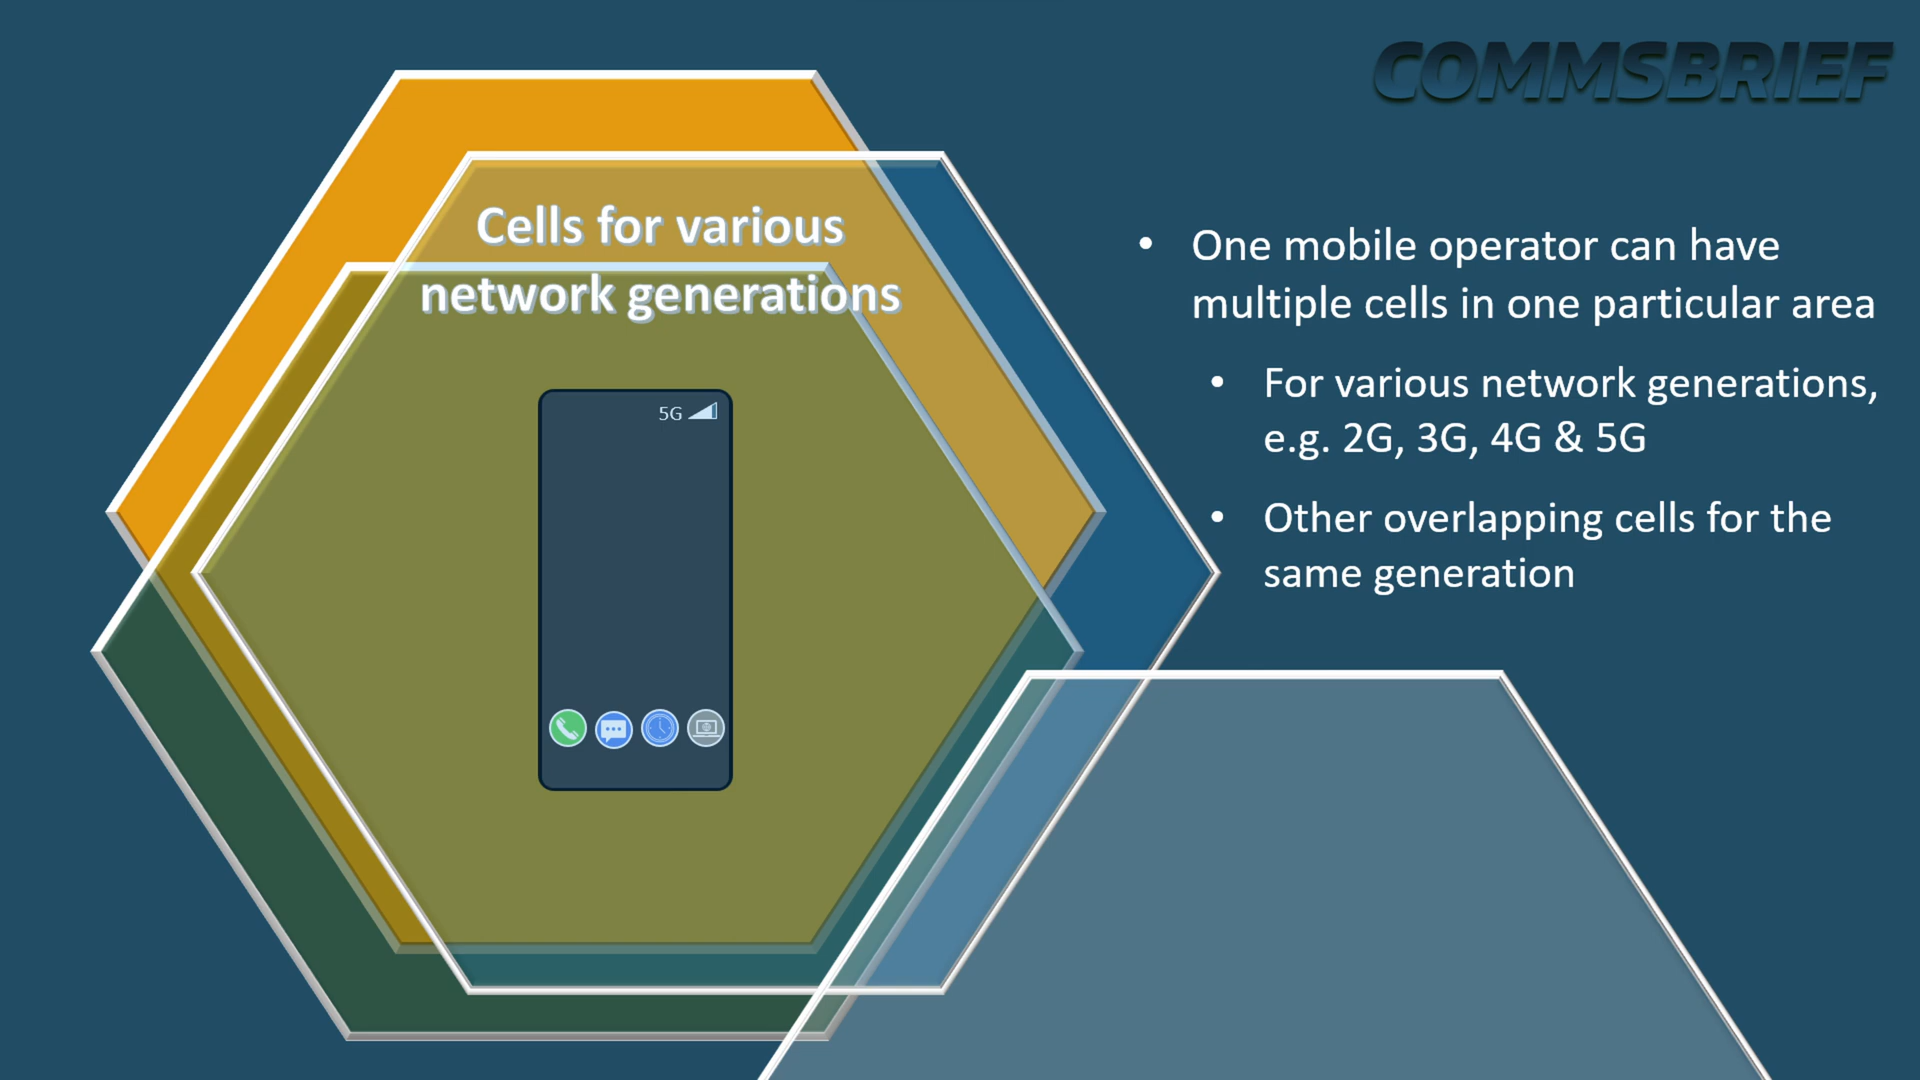 COMMSBRIEF
Cells for various
network generations
5G
• One mobile operator can have
multiple cells in one particular area
• For various network generations,
e.g. 2G, 3G, 4G & 5G
• Other overlapping cells for the
same generation